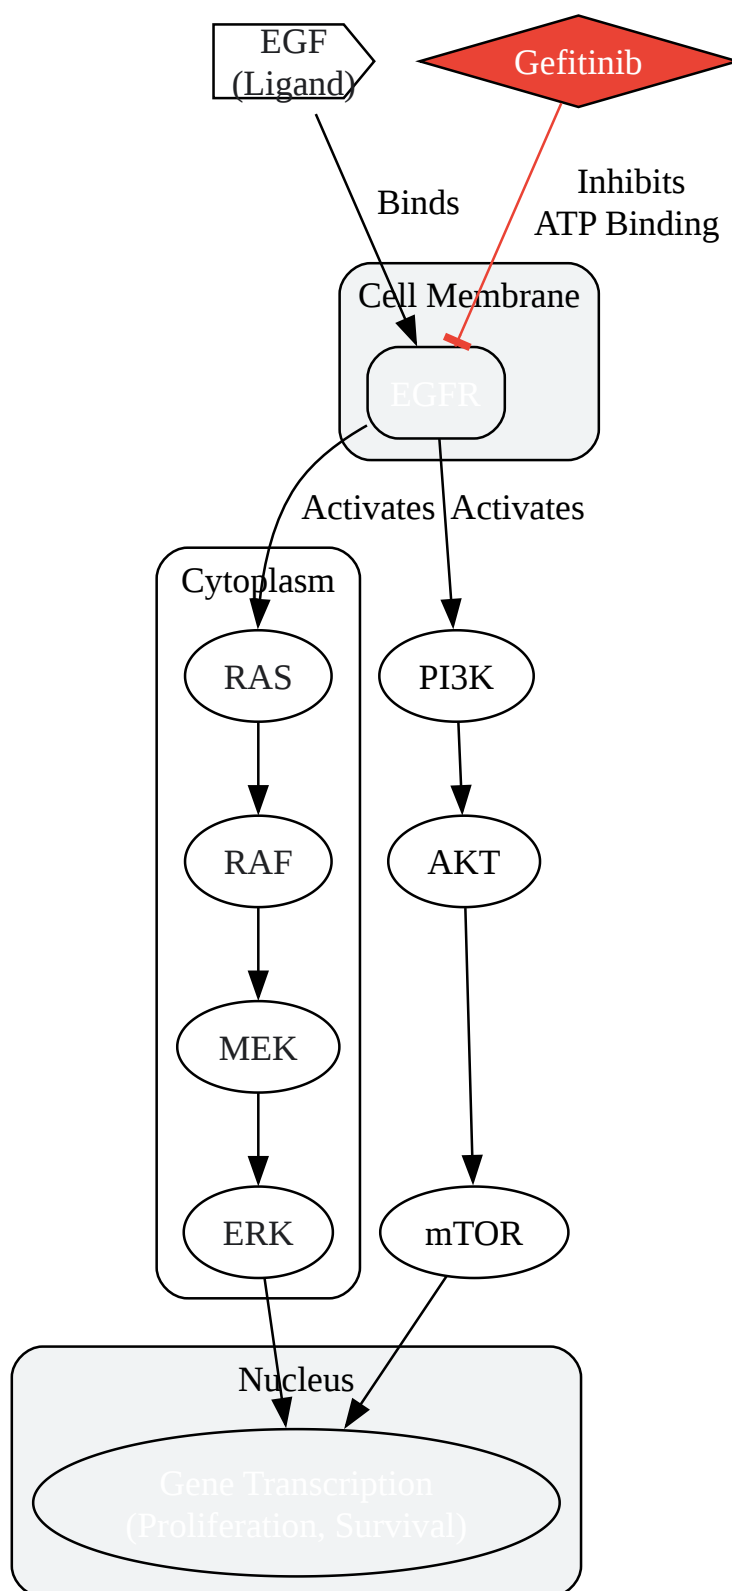 EGF
(Ligand)
Gefitinib
Binds
Inhibits
ATP Binding
Cell Membrane
EGFR
Activates
Activates
Cytoplasm
RAS
PI3K
RAF
AKT
MEK
ERK
mTOR
Nucleus
Gene Transcription
(Proliferation, Survival)